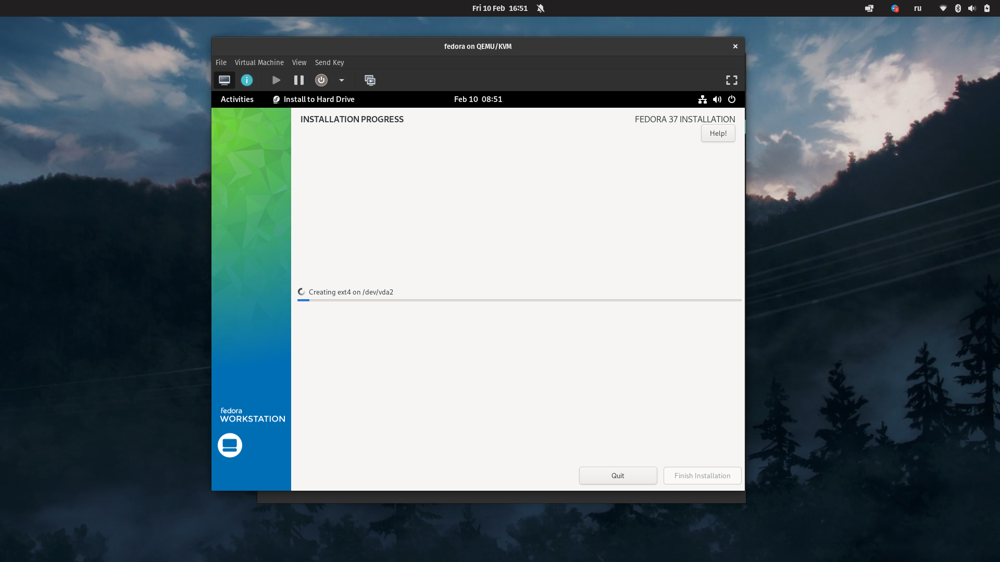 Fri 10 Feb 16:51
ru
fedora on QEMU/KVM
File Virtual Machine View Send Key
Activities Install to Hard Drive Feb 10 08:51
INSTALLATION PROGRESS
FEDORA 37 INSTALLATION
Help!
Creating ext4 on /dev/vda2
fedora
WORKSTATION
Quit
Finish Installation